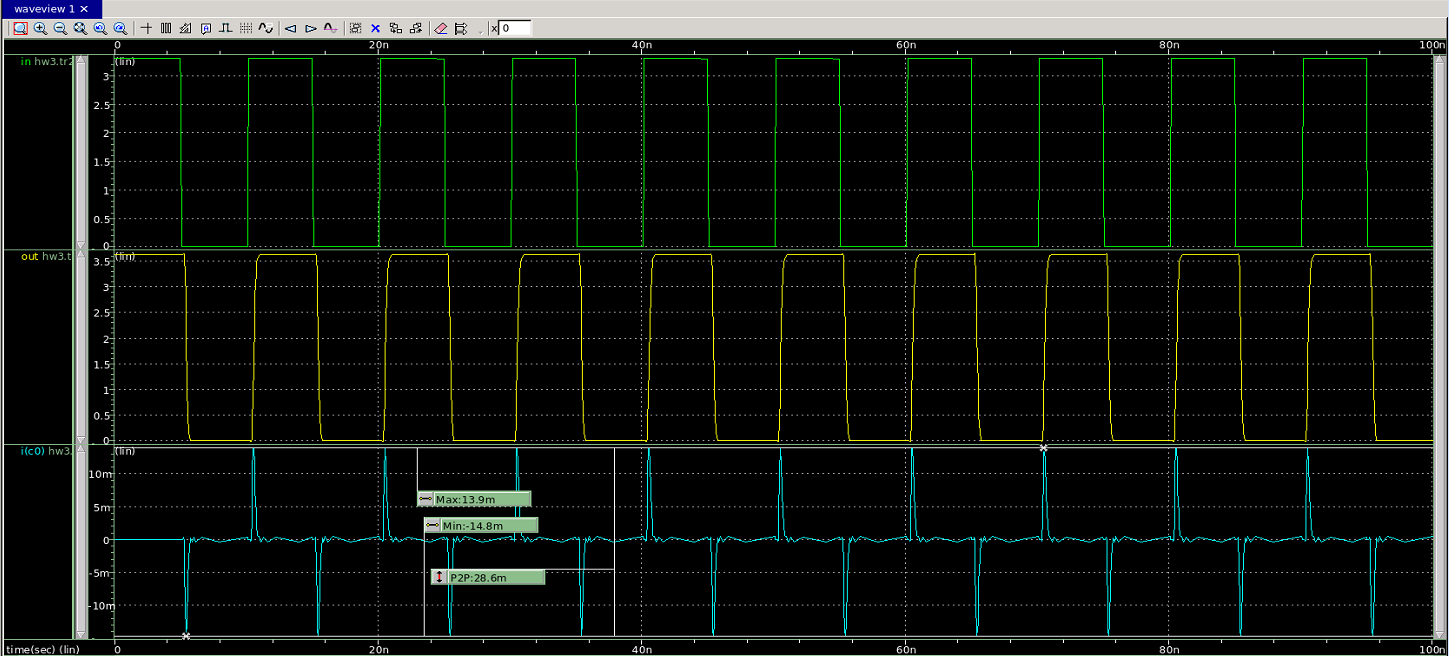 waveview 1 ×
x 0
0 20n 40n 60n 80n 100n
in hw3.tr2
(lin)
3
2.5
2
1.5
1
0.5
0
out hw3.t
(lin)
3.5
3
2.5
2
1.5
1
0.5
0
i(c0) hw3.
(lin)
10m
5m
0
-5m
-10m
Max:13.9m
Min:-14.8m
P2P:28.6m
time(sec) (lin) 0 20n 40n 60n 80n 100n